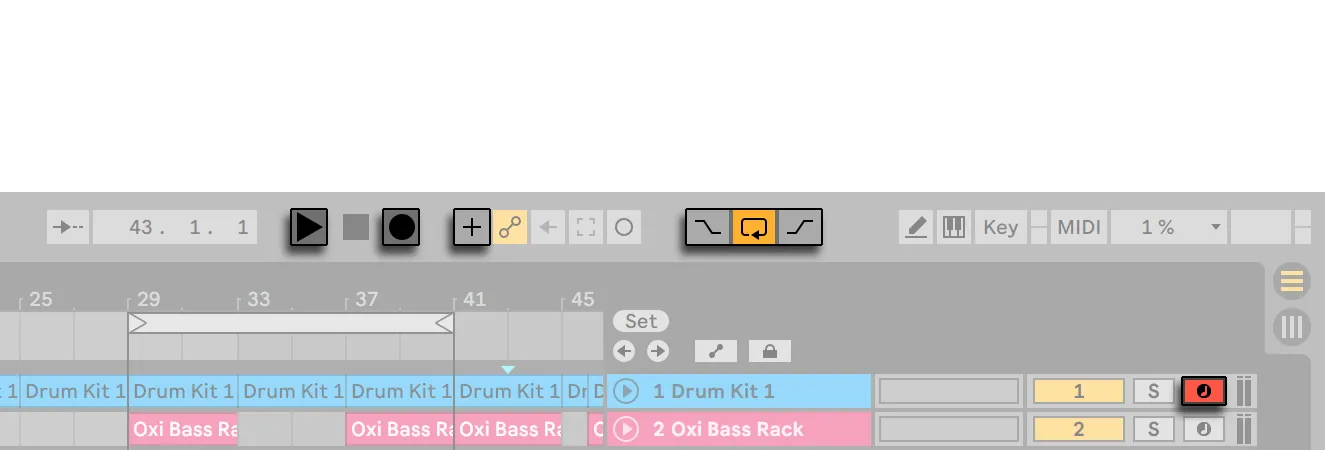 43. 1. 1 Key MIDI 1 %
25 29 33 37 41 45
Set
1 Drum Kit 1 Drum Kit 1 Drum Kit 1 Drum Kit 1 Drum Kit 1 Dr D 1 Drum Kit 1 1 S
Oxi Bass Ra Oxi Bass Ra Oxi Bass Ra 2 Oxi Bass Rack 2 S